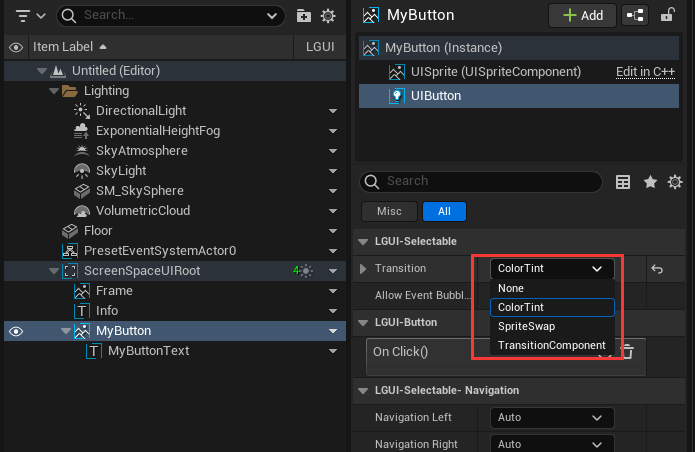 Search...
Item Label
LGUI
Untitled (Editor)
Lighting
DirectionalLight
ExponentialHeightFog
SkyAtmosphere
SkyLight
SM_SkySphere
VolumetricCloud
Floor
PresetEventSystemActor0
ScreenSpaceUIRoot
4
Frame
Info
MyButton
MyButtonText
MyButton
Add
MyButton (Instance)
UISprite (UISpriteComponent)
Edit in C++
UIButton
Search
Misc
All
LGUI-Selectable
Transition
ColorTint
None
ColorTint
SpriteSwap
TransitionComponent
Allow Event Bubbl...
LGUI-Button
On Click()
LGUI-Selectable- Navigation
Navigation Left
Auto
Navigation Right
Auto